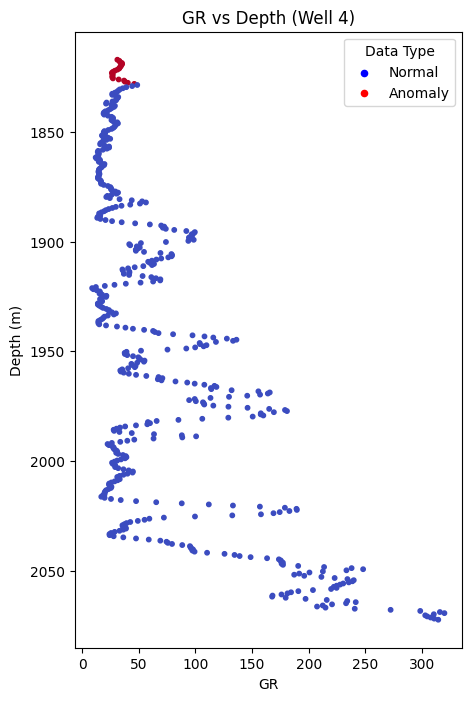 GR vs Depth (Well 4)
Data Type
Normal
Anomaly
1850
1900
1950
2000
2050
Depth (m)
0 50 100 150 200 250 300
GR